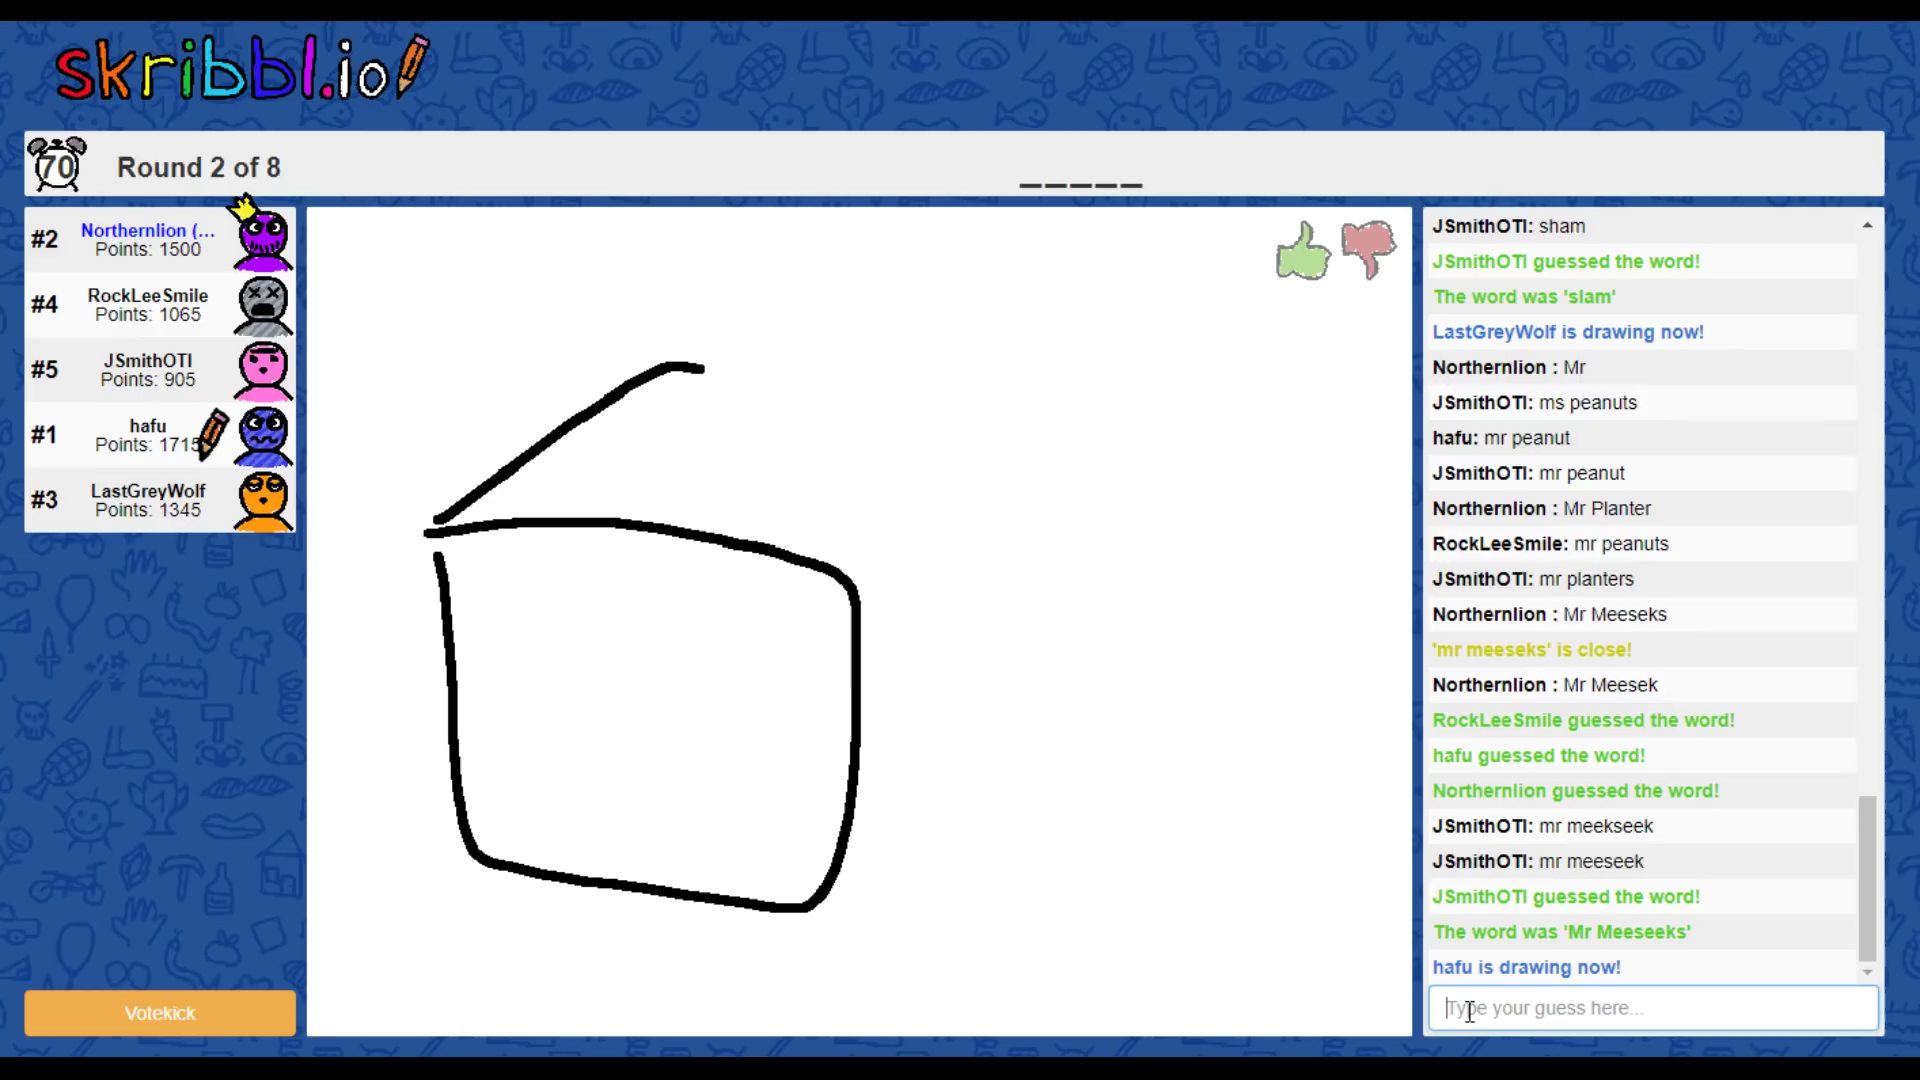 skribbl.io
70
Round 2 of 8
_____
#2
Northernlion (...
Points: 1500
#4
RockLeeSmile
Points: 1065
#5
JSmithOTI
Points: 905
#1
hafu
Points: 1715
#3
LastGreyWolf
Points: 1345
Votekick
JSmithOTI: sham
JSmithOTI guessed the word!
The word was 'slam'
LastGreyWolf is drawing now!
Northernlion : Mr
JSmithOTI: ms peanuts
hafu: mr peanut
JSmithOTI: mr peanut
Northernlion : Mr Planter
RockLeeSmile: mr peanuts
JSmithOTI: mr planters
Northernlion : Mr Meeseks
'mr meeseks' is close!
Northernlion : Mr Meesek
RockLeeSmile guessed the word!
hafu guessed the word!
Northernlion guessed the word!
JSmithOTI: mr meekseek
JSmithOTI: mr meeseek
JSmithOTI guessed the word!
The word was 'Mr Meeseeks'
hafu is drawing now!
Type your guess here...